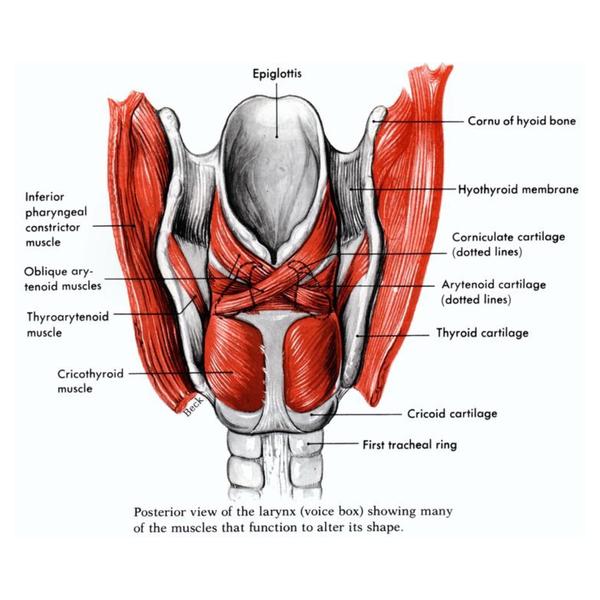 Epiglottis
Cornu of hyoid bone
Hyothyroid membrane
Inferior
pharyngeal
constrictor
muscle
Corniculate cartilage
(dotted lines)
Oblique ary-
tenoid muscles
Arytenoid cartilage
(dotted lines)
Thyroarytenoid
muscle
Thyroid cartilage
Cricothyroid
muscle
Beck
Cricoid cartilage
First tracheal ring
Posterior view of the larynx (voice box) showing many
of the muscles that function to alter its shape.